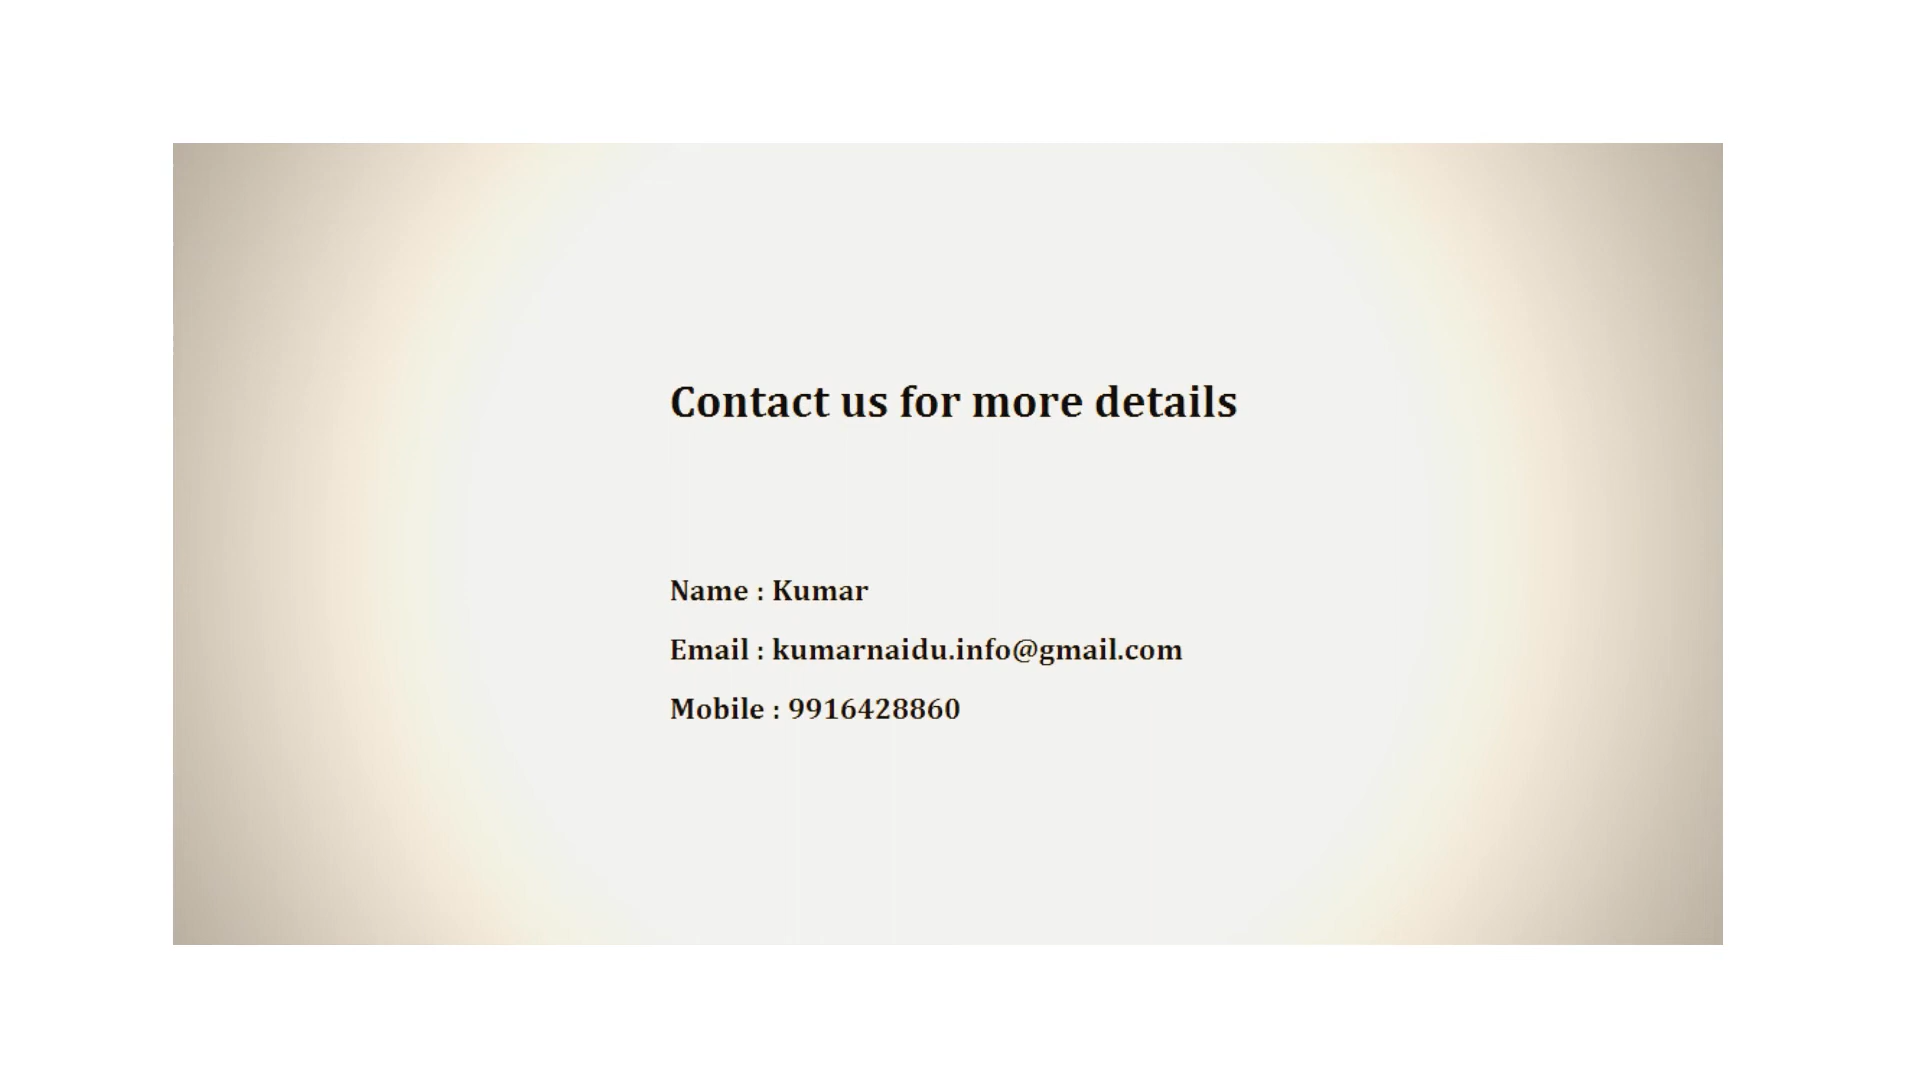 Contact us for more details
Name : Kumar
Email : kumarnaidu.info@gmail.com
Mobile : 9916428860